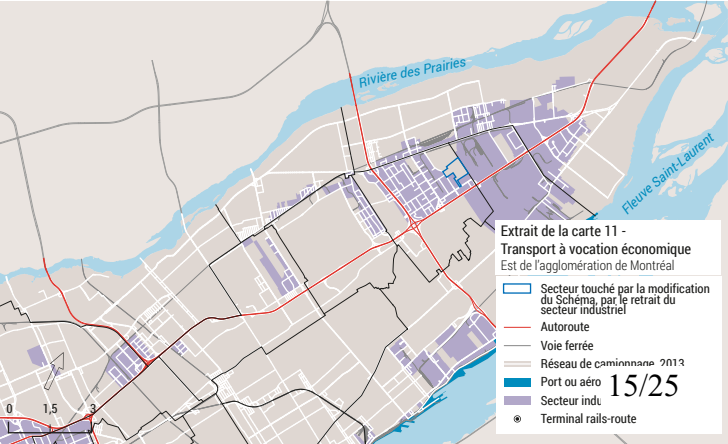 Rivière des Prairies
Fleuve Saint-Laurent
Extrait de la carte 11 -
Transport à vocation économique
Est de l'agglomération de Montréal
Secteur touché par la modification
du Schéma, par le retrait du
secteur industriel
Autoroute
Voie ferrée
Réseau de camionnage, 2013
Port ou aéro
15/25
Secteur indu
Terminal rails-route
0 1,5 3